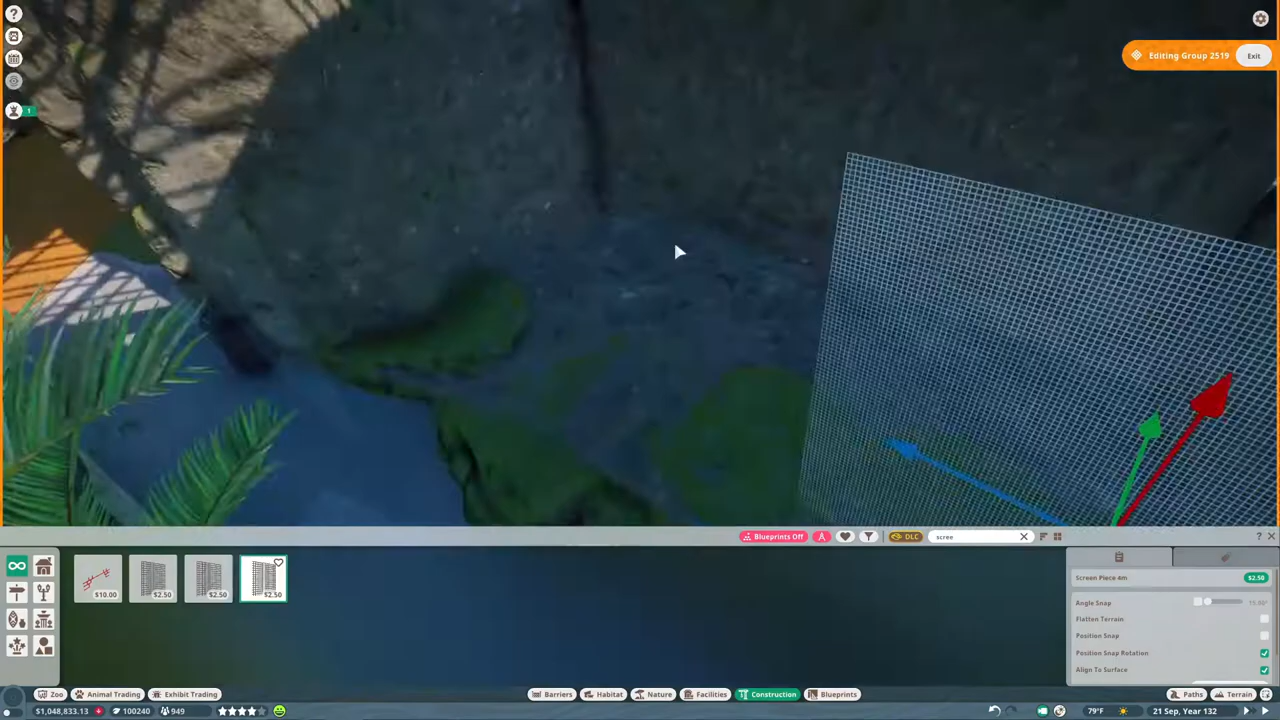 ?
Editing Group 2519
Exit
1
Blueprints Off
A
DLC
scree
?
$10.00
$2.50
$2.50
$2.50
Screen Piece 4m
$2.50
Angle Snap
15.00°
Flatten Terrain
Position Snap
Position Snap Rotation
Align To Surface
Zoo
Animal Trading
Exhibit Trading
Barriers
Habitat
Nature
Facilities
Construction
Blueprints
Paths
Terrain
$1,048,833.13
100240
949
79°F
21 Sep, Year 132